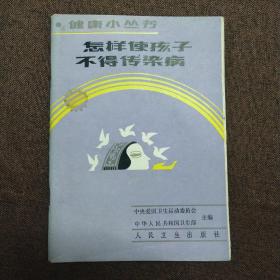 健康小丛书
怎样使孩子
不得传染病
中央爱国卫生运动委员会
中华人民共和国卫生部
主编
人民卫生出版社